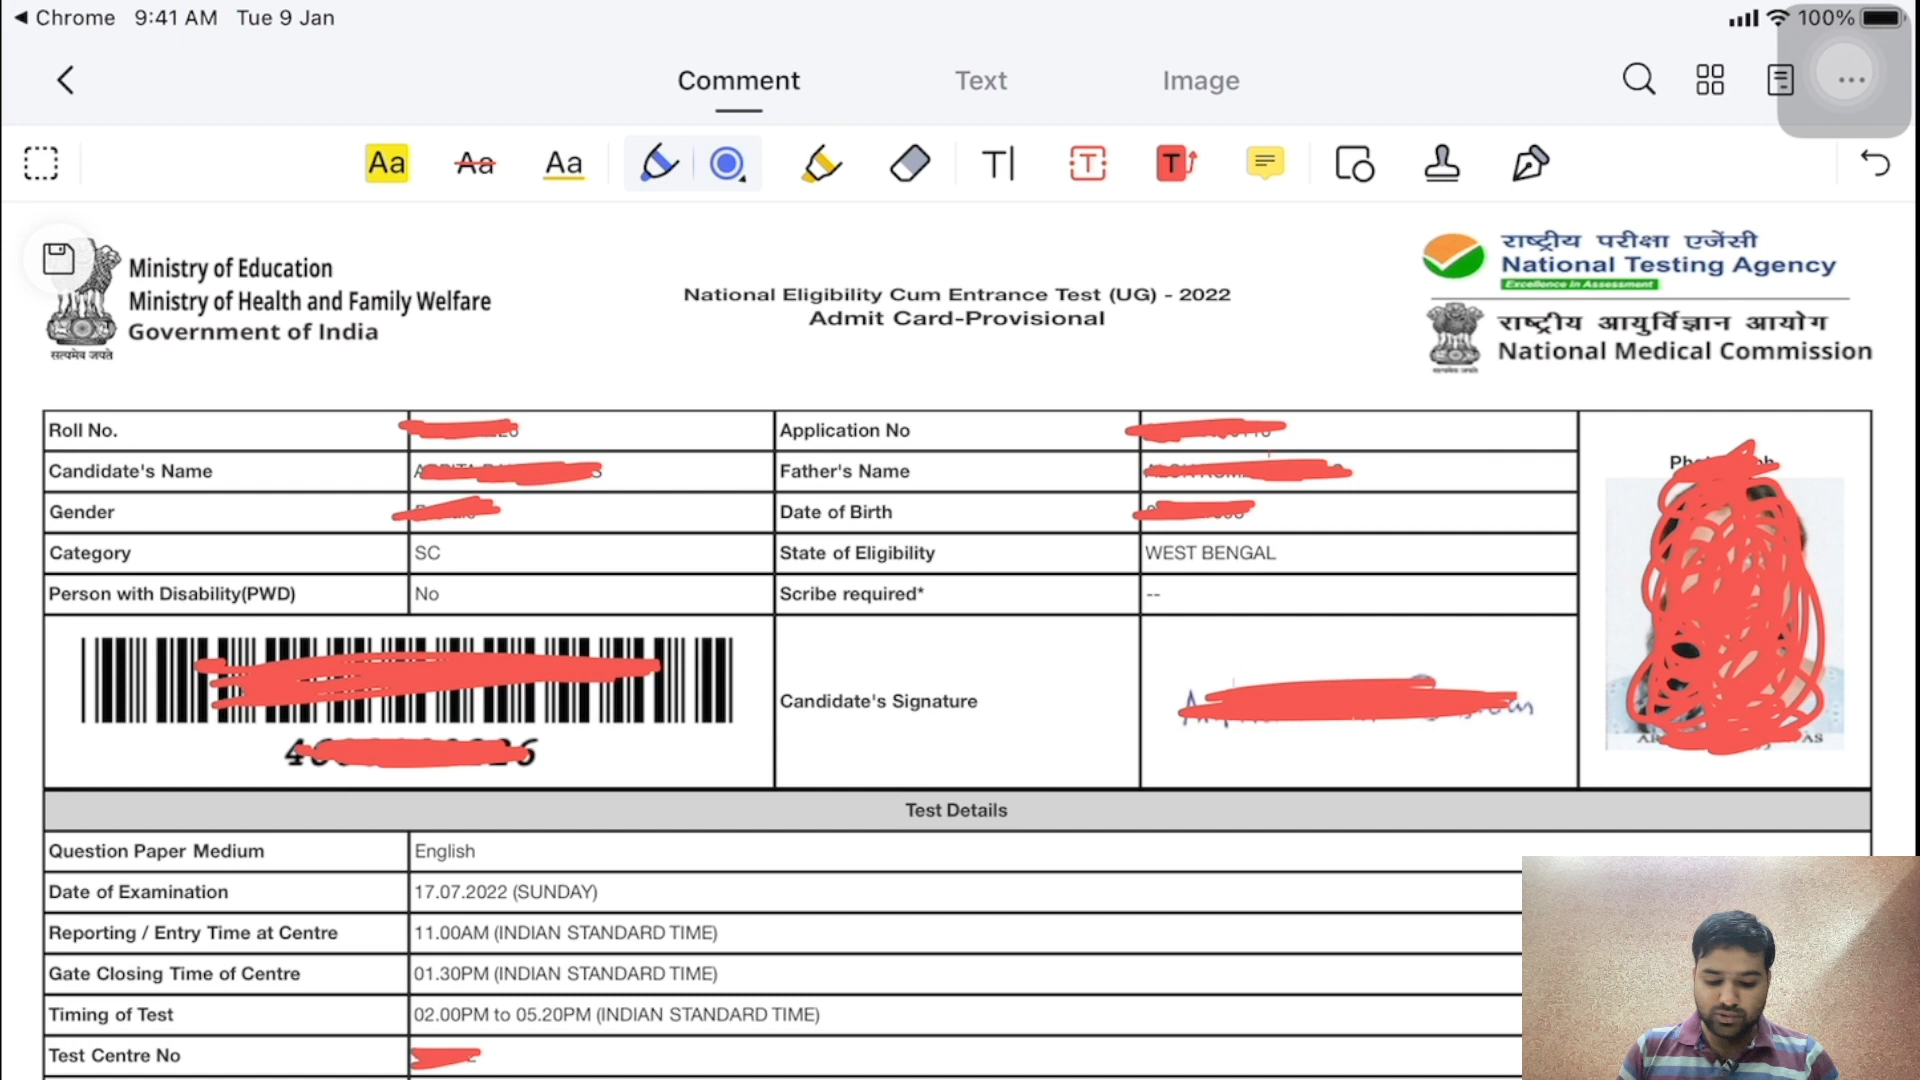 Chrome 9:41 AM Tue 9 Jan
100%
Comment Text Image
Aa Aa Aa T T T
Ministry of Education
Ministry of Health and Family Welfare
Government of India
सत्यमेव जयते
National Eligibility Cum Entrance Test (UG) - 2022
Admit Card-Provisional
राष्ट्रीय परीक्षा एजेंसी
National Testing Agency
Excellence in Assessment
राष्ट्रीय आयुर्विज्ञान आयोग
National Medical Commission
Roll No. Application No
Candidate's Name Father's Name
Gender Date of Birth
Category SC State of Eligibility WEST BENGAL
Person with Disability(PWD) No Scribe required* --
Candidate's Signature
Test Details
Question Paper Medium English
Date of Examination 17.07.2022 (SUNDAY)
Reporting / Entry Time at Centre 11.00AM (INDIAN STANDARD TIME)
Gate Closing Time of Centre 01.30PM (INDIAN STANDARD TIME)
Timing of Test 02.00PM to 05.20PM (INDIAN STANDARD TIME)
Test Centre No